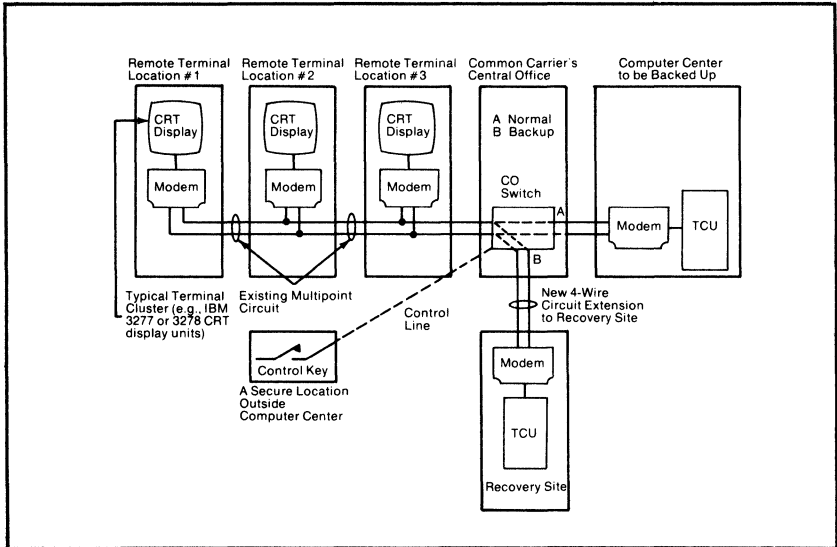 Remote Terminal
Location #1
Remote Terminal
Location #2
Remote Terminal
Location #3
Common Carrier's
Central Office
Computer Center
to be Backed Up
CRT
Display
CRT
Display
CRT
Display
A Normal
B Backup
Modem
Modem
Modem
CO
Switch
A
Modem
TCU
B
Typical Terminal
Cluster (e.g., IBM
3277 or 3278 CRT
display units)
Existing Multipoint
Circuit
Control
Line
New 4-Wire
Circuit Extension
to Recovery Site
Control Key
A Secure Location
Outside
Computer Center
Modem
TCU
Recovery Site